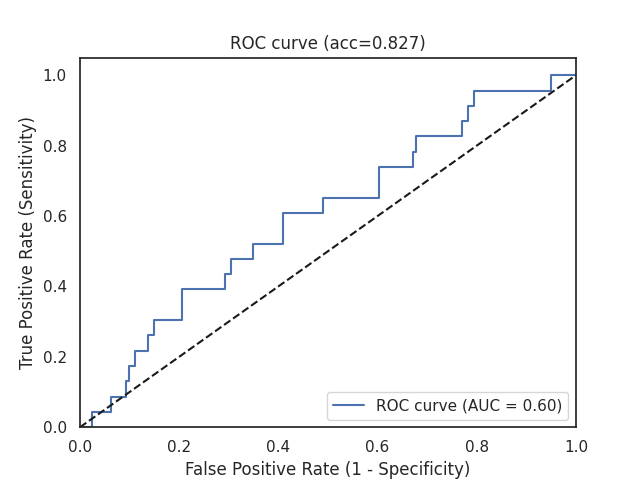 ROC curve (acc=0.827)
True Positive Rate (Sensitivity)
1.0
0.8
0.6
0.4
0.2
0.0
ROC curve (AUC = 0.60)
0.0 0.2 0.4 0.6 0.8 1.0
False Positive Rate (1 - Specificity)